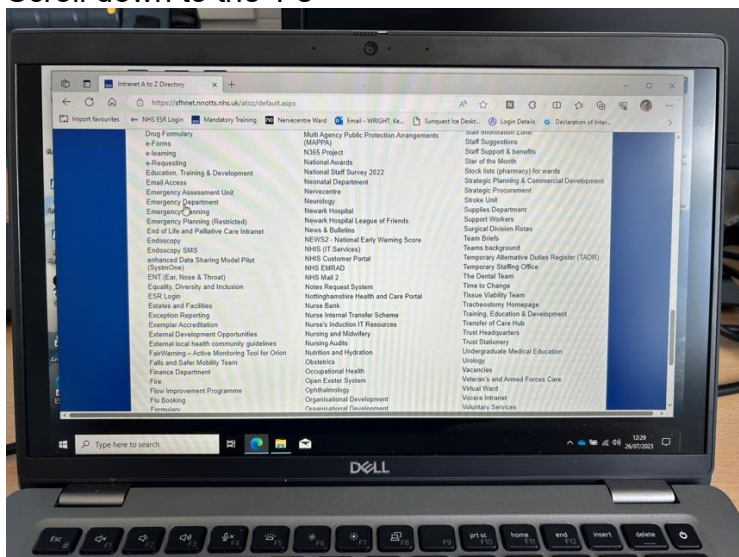 Intranet A to Z Directory
https://sfhnet.nnotts.nhs.uk/atoz/default.aspx
Import favourites
NHS ESR Login
Mandatory Training
Nervecentre Ward
Email - WRIGHT, Ke...
Sunquest Ice Deskt...
Login Details
Declaration of Inter...
Drug Formulary
e-Forms
e-learning
e-Requesting
Education, Training & Development
Email Access
Emergency Assessment Unit
Emergency Department
Emergency Planning
Emergency Planning (Restricted)
End of Life and Palliative Care Intranet
Endoscopy
Endoscopy SMS
enhanced Data Sharing Model Pilot
(SystmOne)
ENT (Ear, Nose & Throat)
Equality, Diversity and Inclusion
ESR Login
Estates and Facilities
Exception Reporting
Exemplar Accreditation
External Development Opportunities
External local health community guidelines
FairWarning – Active Monitoring Tool for Orion
Falls and Safer Mobility Team
Finance Department
Fire
Flow Improvement Programme
Flu Booking
Formulary
Multi Agency Public Protection Arrangements
(MAPPA)
N365 Project
National Awards
National Staff Survey 2022
Neonatal Department
Nervecentre
Neurology
Newark Hospital
Newark Hospital League of Friends
News & Bulletins
NEWS2 - National Early Warning Score
NHIS (IT Services)
NHIS Customer Portal
NHS EMRAD
NHS Mail 2
Notes Request System
Nottinghamshire Health and Care Portal
Nurse Bank
Nurse Internal Transfer Scheme
Nurse's Induction IT Resources
Nursing and Midwifery
Nursing Audits
Nutrition and Hydration
Obstetrics
Occupational Health
Open Exeter System
Ophthalmology
Organisational Development
Organisational Development
Staff Information Zone
Staff Suggestions
Staff Support & benefits
Star of the Month
Stock lists (pharmacy) for wards
Strategic Planning & Commercial Development
Strategic Procurement
Stroke Unit
Supplies Department
Support Workers
Surgical Division Rotas
Team Briefs
Teams background
Temporary Alternative Duties Register (TADR)
Temporary Staffing Office
The Dental Team
Time to Change
Tissue Viability Team
Tracheostomy Homepage
Training, Education & Development
Transfer of Care Hub
Trust Headquarters
Trust Stationery
Undergraduate Medical Education
Urology
Vacancies
Veteran's and Armed Forces Care
Virtual Ward
Vocera Intranet
Voluntary Services
Type here to search
12:29
26/07/2023
DELL
Esc
F1
F2
F3
F4
F5
F6
F7
F8
F9
prt sc
F10
home
F11
end
F12
insert
delete